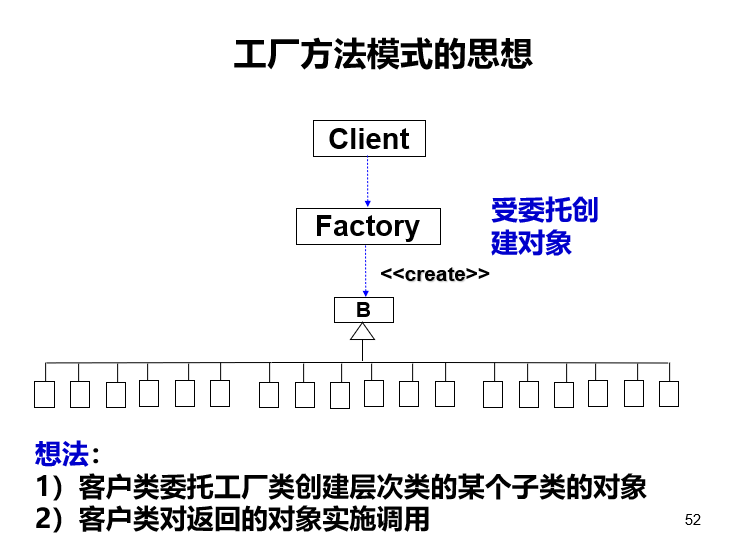 工厂方法模式的思想
Client
Factory
受委托创
建对象
<<create>>
B
想法：
1）客户类委托工厂类创建层次类的某个子类的对象
2）客户类对返回的对象实施调用
52